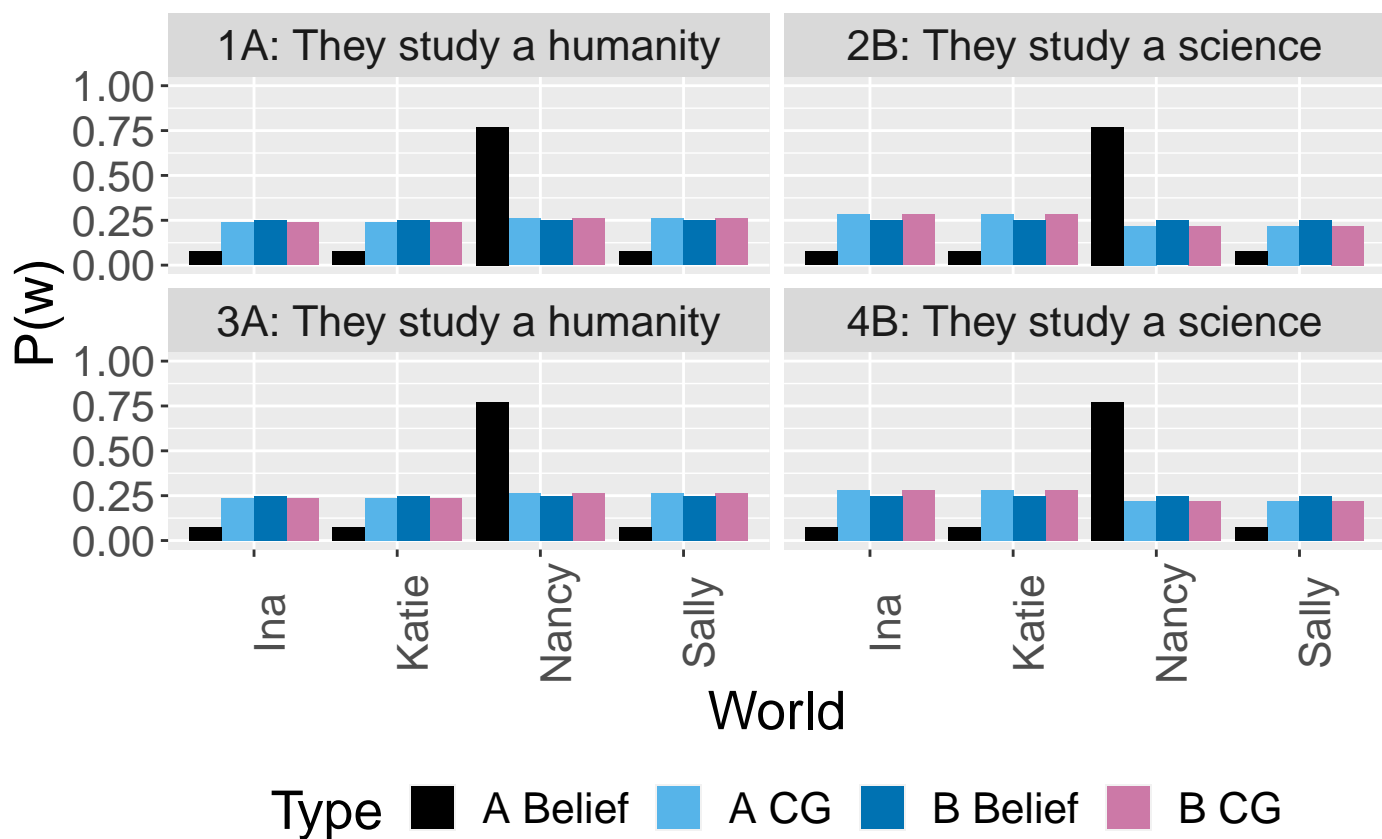 1A: They study a humanity
2B: They study a science
1.00
0.75
0.50
0.25
0.00
3A: They study a humanity
4B: They study a science
1.00
0.75
0.50
0.25
0.00
P(w)
Ina
Katie
Nancy
Sally
Ina
Katie
Nancy
Sally
World
Type A Belief A CG B Belief B CG